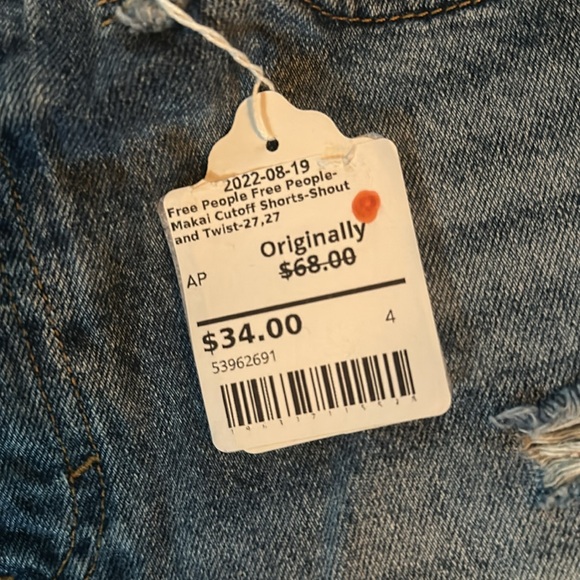 2022-08-19
Free People Free People-
Makai Cutoff Shorts-Shout
and Twist-27,27
Originally
AP
$68.00
$34.00
4
53962691